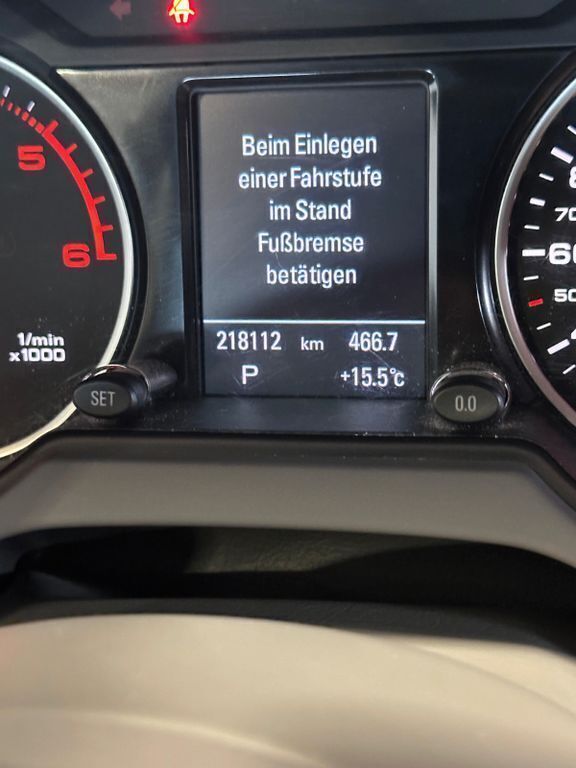 Beim Einlegen
einer Fahrstufe
im Stand
Fußbremse
betätigen
218112 km 466.7
P +15.5°c
5
6
1/min
x1000
SET
0.0
70
60
50